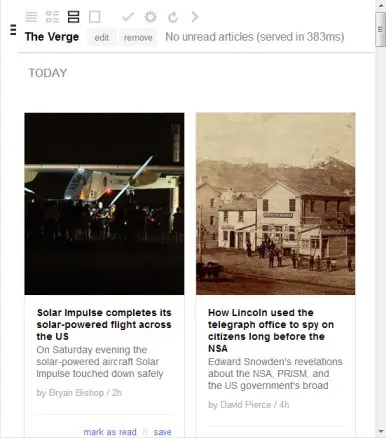 The Verge edit remove No unread articles (served in 383ms)
TODAY
Solar Impulse completes its
solar-powered flight across
the US
On Saturday evening the
solar-powered aircraft Solar
Impulse touched down safely
by Bryan Bishop / 2h
mark as read // save
How Lincoln used the
telegraph office to spy on
citizens long before the
NSA
Edward Snowden's revelations
about the NSA, PRISM, and
the US government's broad
by David Pierce / 4h